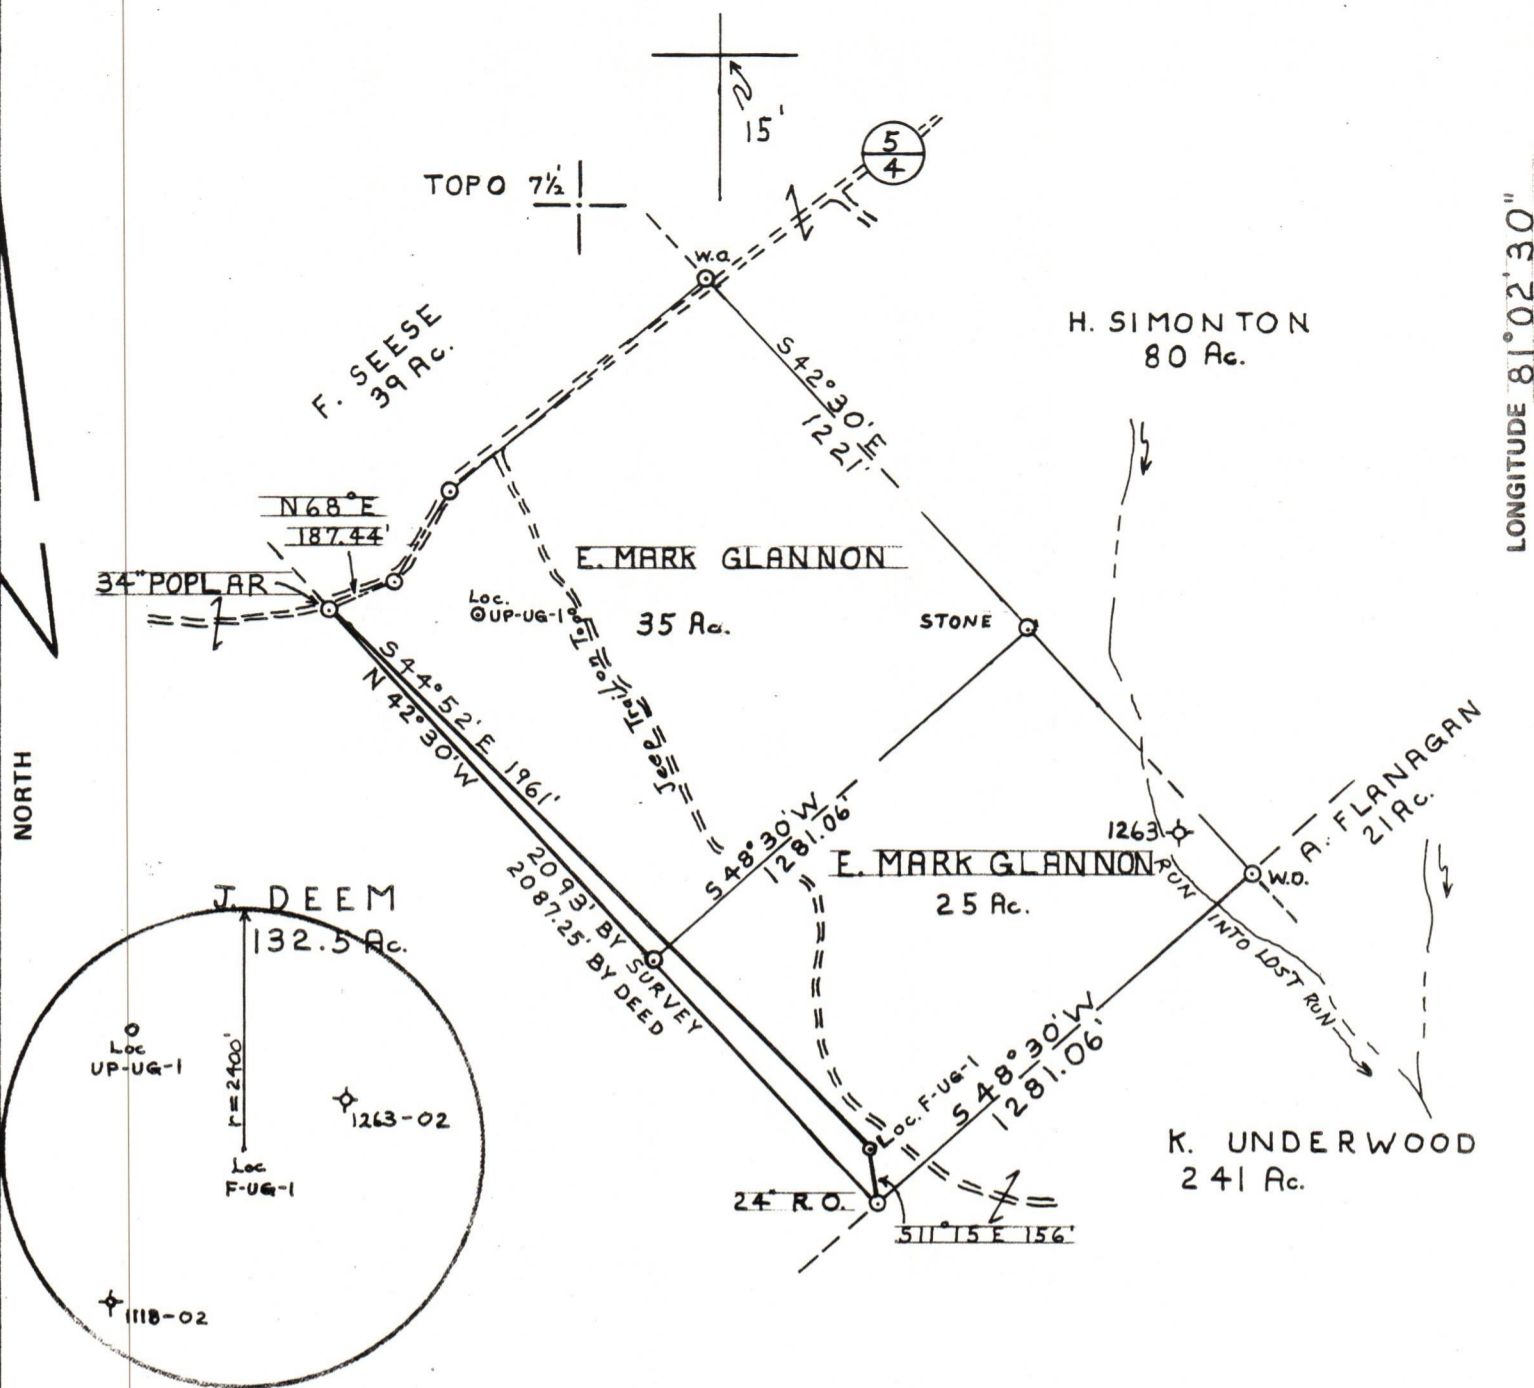 15'
5
4
TOPO 7½'
W.O.
LONGITUDE 81°02'30"
F. SEESE
39 Ac.
H. SIMONTON
80 Ac.
S 42°30' E
1221'
N 68° E
187.44'
34" POPLAR
E. MARK GLANNON
35 Ac.
Loc.
UP-UG-1
Jeep Trail on Topo
STONE
S 44°52' E 1961'
N 42°30' W
NORTH
A. FLANAGAN
21 Ac.
1263
S 48°30' W
1281.06'
E. MARK GLANNON
25 Ac.
W.O.
RUN INTO LOST RUN
2093' BY SURVEY
2087.25' BY DEED
J. DEEM
132.5 Ac.
Loc
UP-UG-1
r=2400'
1263-02
Loc
F-UG-1
1118-02
Loc. F-UG-1
S 48°30' W
1281.06'
K. UNDERWOOD
241 Ac.
24" R.O.
S11°15 E 156'